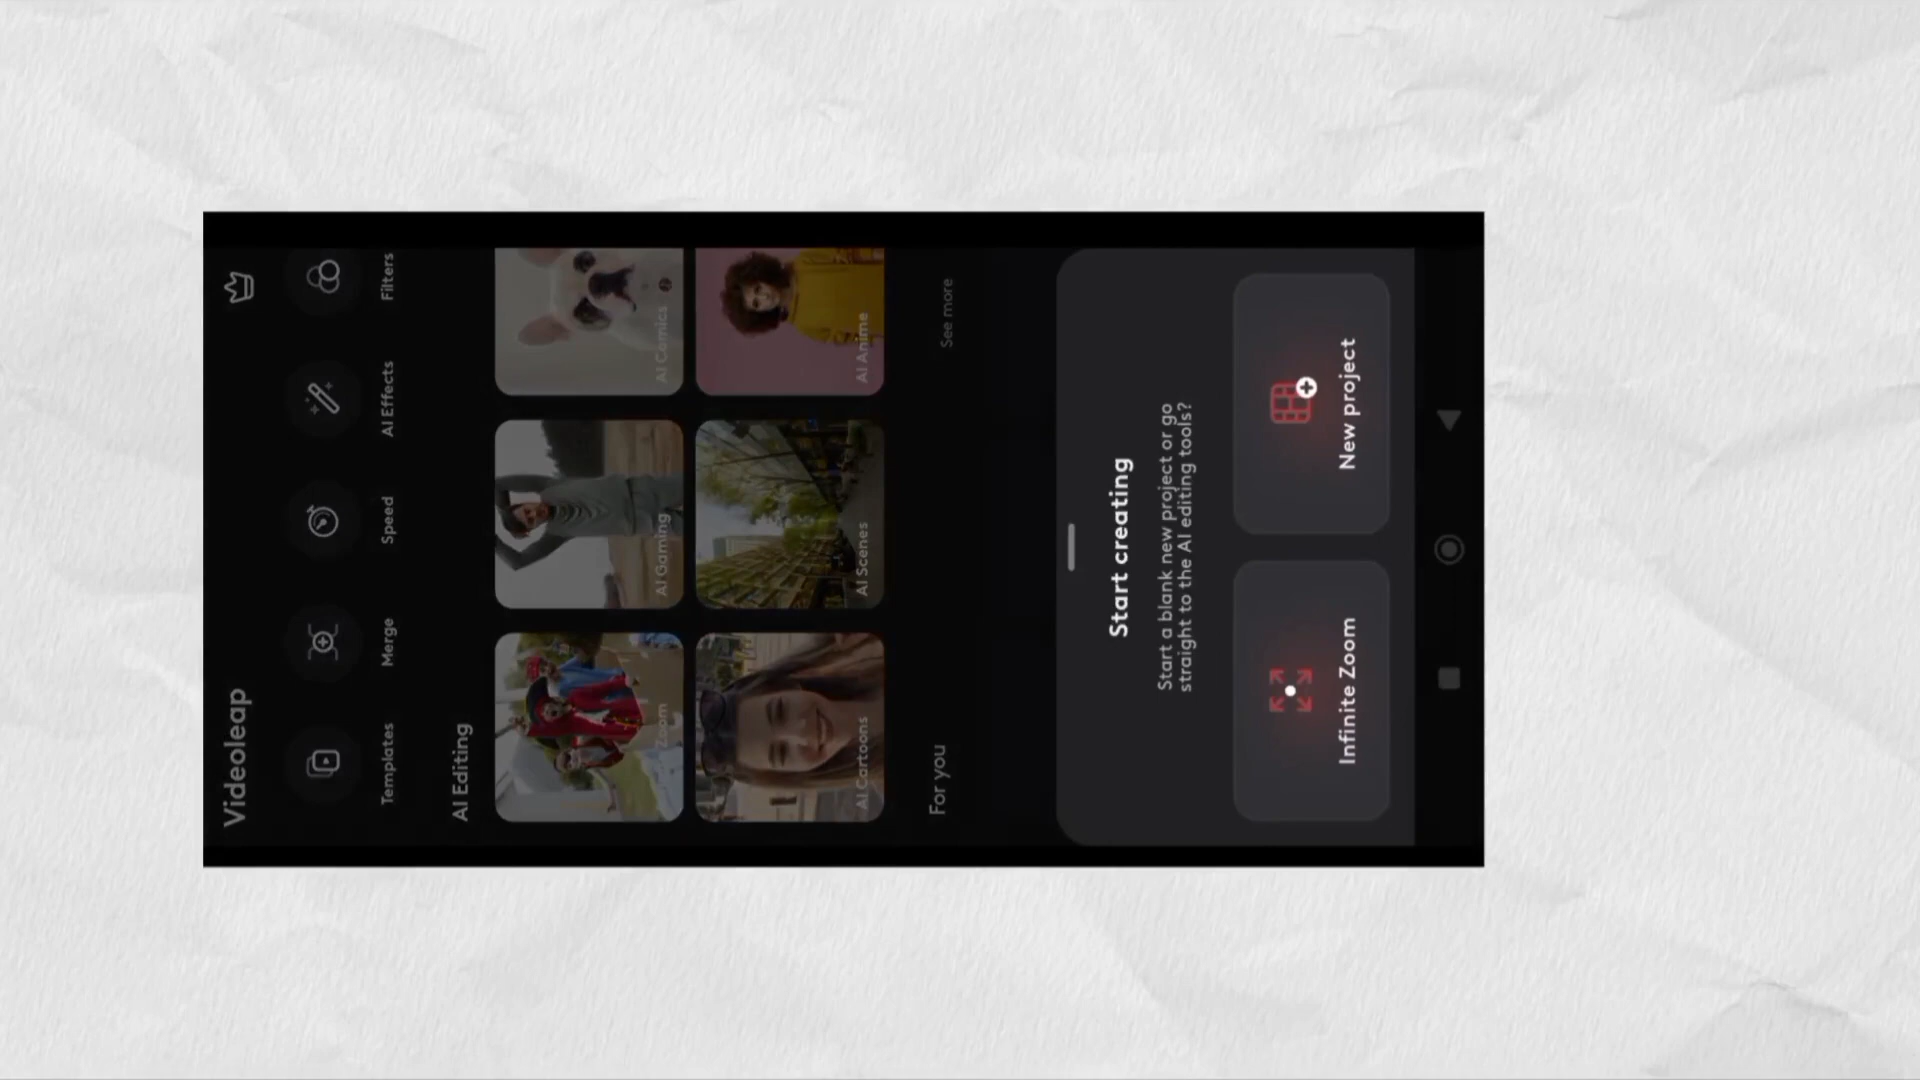 Videoleap
Templates
Merge
Speed
AI Effects
Filters
AI Editing
Zoom
AI Gaming
AI Comics
AI Cartoons
AI Scenes
AI Anime
For you
See more
Start creating
Start a blank new project or go
straight to the AI editing tools?
Infinite Zoom
New project